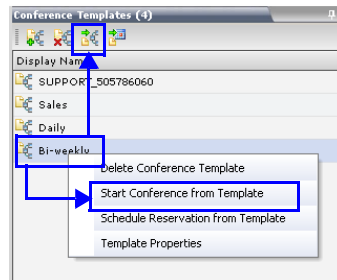 Conference Templates (4)
Display Name
SUPPORT_505786060
Sales
Daily
Bi-weekly
Delete Conference Template
Start Conference from Template
Schedule Reservation from Template
Template Properties